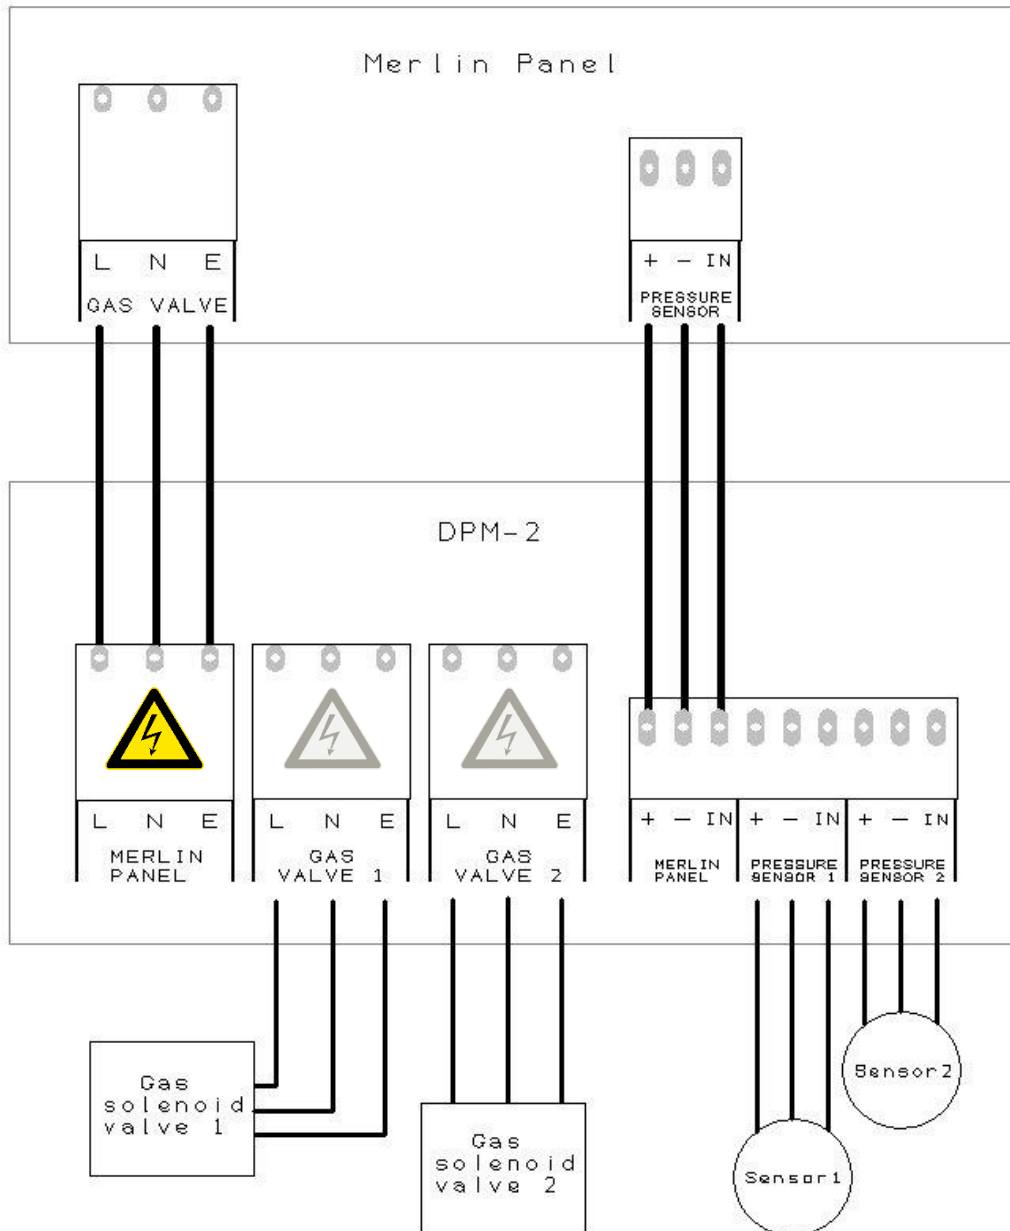 Merlin Panel
L N E
GAS VALVE
+ - IN
PRESSURE
SENSOR
DPM-2
L N E
MERLIN
PANEL
L N E
GAS
VALVE 1
L N E
GAS
VALVE 2
+ - IN
MERLIN
PANEL
+ - IN
PRESSURE
SENSOR 1
+ - IN
PRESSURE
SENSOR 2
Gas
solenoid
valve 1
Gas
solenoid
valve 2
Sensor2
Sensor1